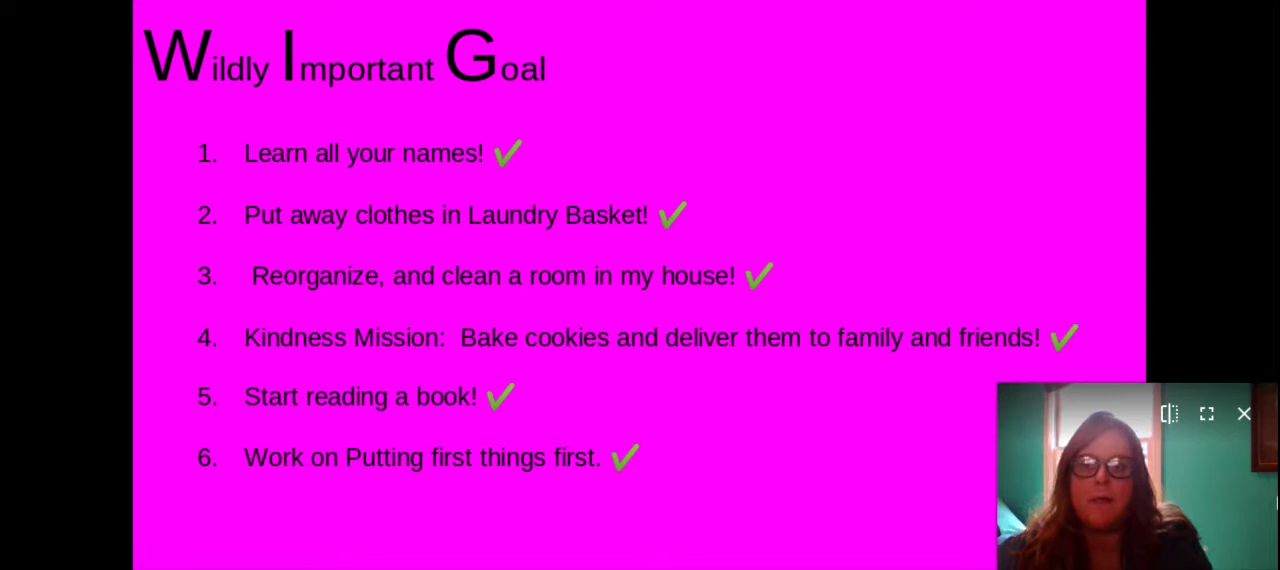 Wildly Important Goal
1. Learn all your names! ✔
2. Put away clothes in Laundry Basket! ✔
3. Reorganize, and clean a room in my house! ✔
4. Kindness Mission: Bake cookies and deliver them to family and friends! ✔
5. Start reading a book! ✔
6. Work on Putting first things first. ✔